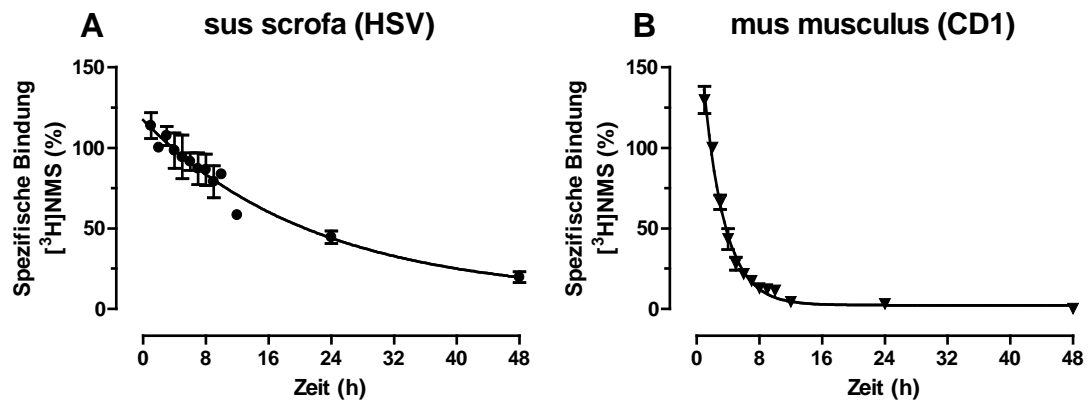 A sus scrofa (HSV)
Spezifische Bindung
[³H]NMS (%)
150
100
50
0
0 8 16 24 32 40 48
Zeit (h)
B mus musculus (CD1)
Spezifische Bindung
[³H]NMS (%)
150
100
50
0
0 8 16 24 32 40 48
Zeit (h)